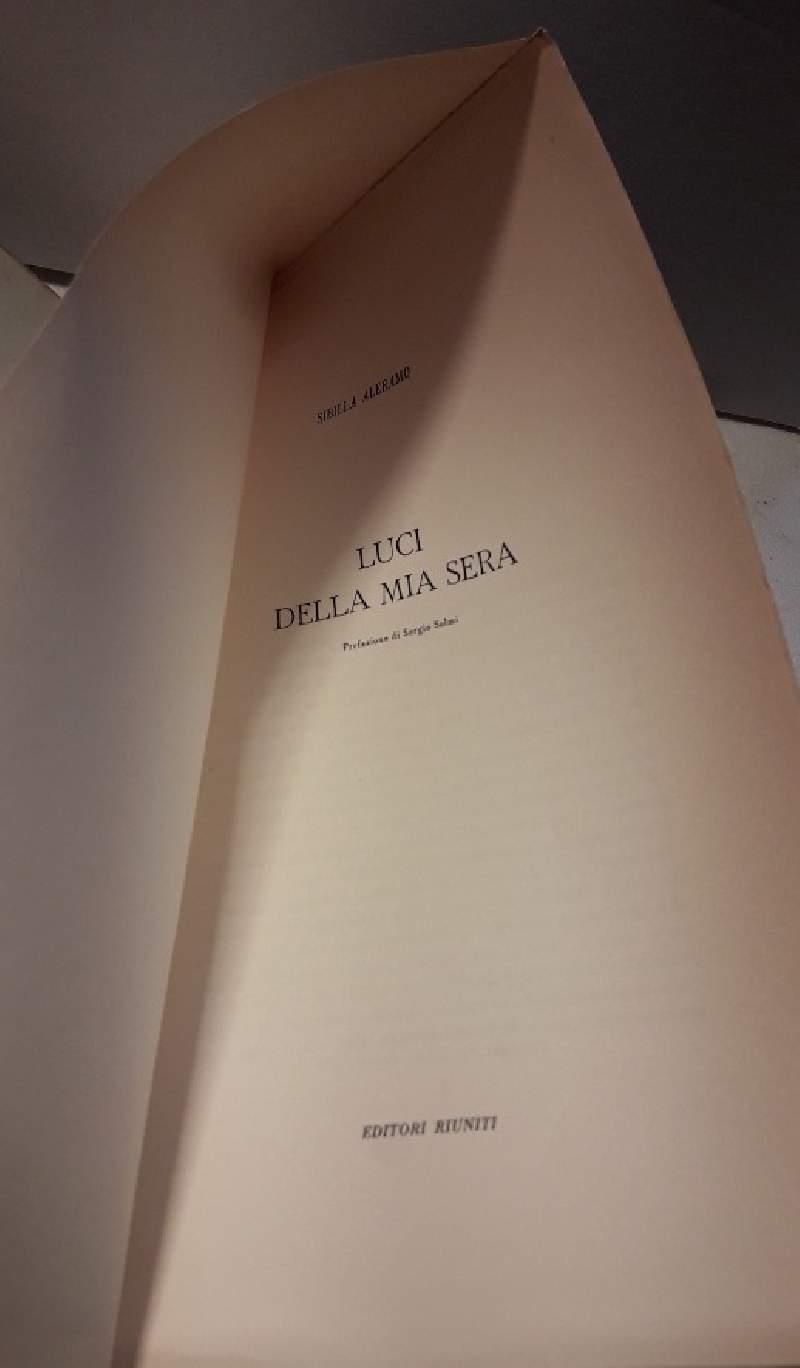 SIBILLA ALERAMO
LUCI
DELLA MIA SERA
Prefazione di Sergio Solmi
EDITORI RIUNITI